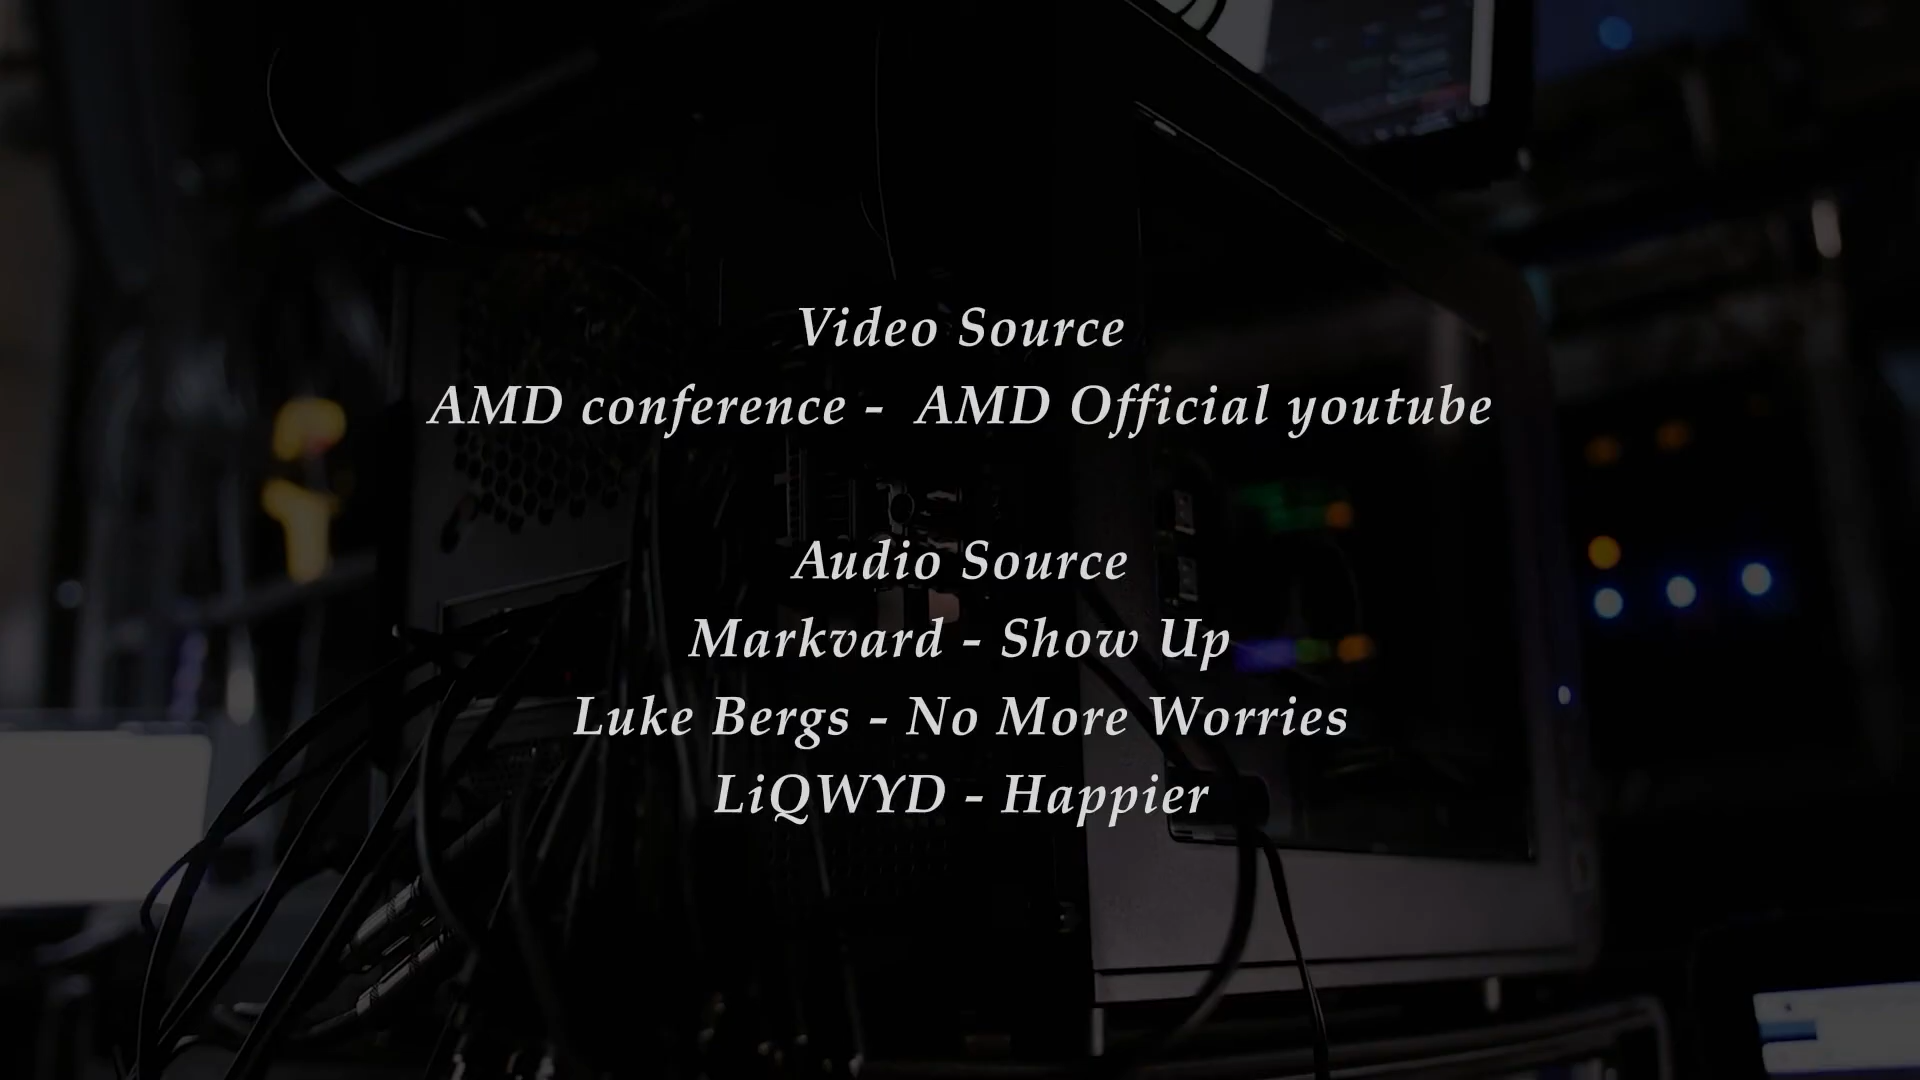 Video Source
AMD conference -  AMD Official youtube
Audio Source
Markvard - Show Up
Luke Bergs - No More Worries
LiQWYD - Happier